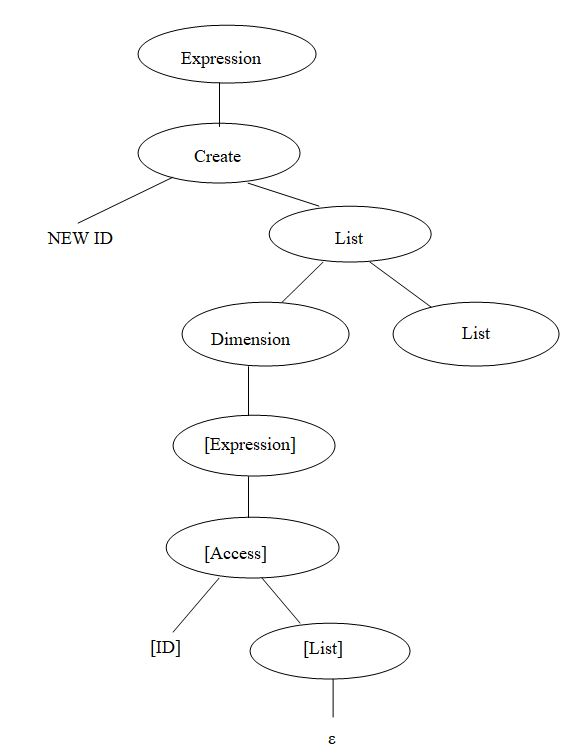 Expression
Create
NEW ID
List
Dimension
List
[Expression]
[Access]
[ID]
[List]
ε